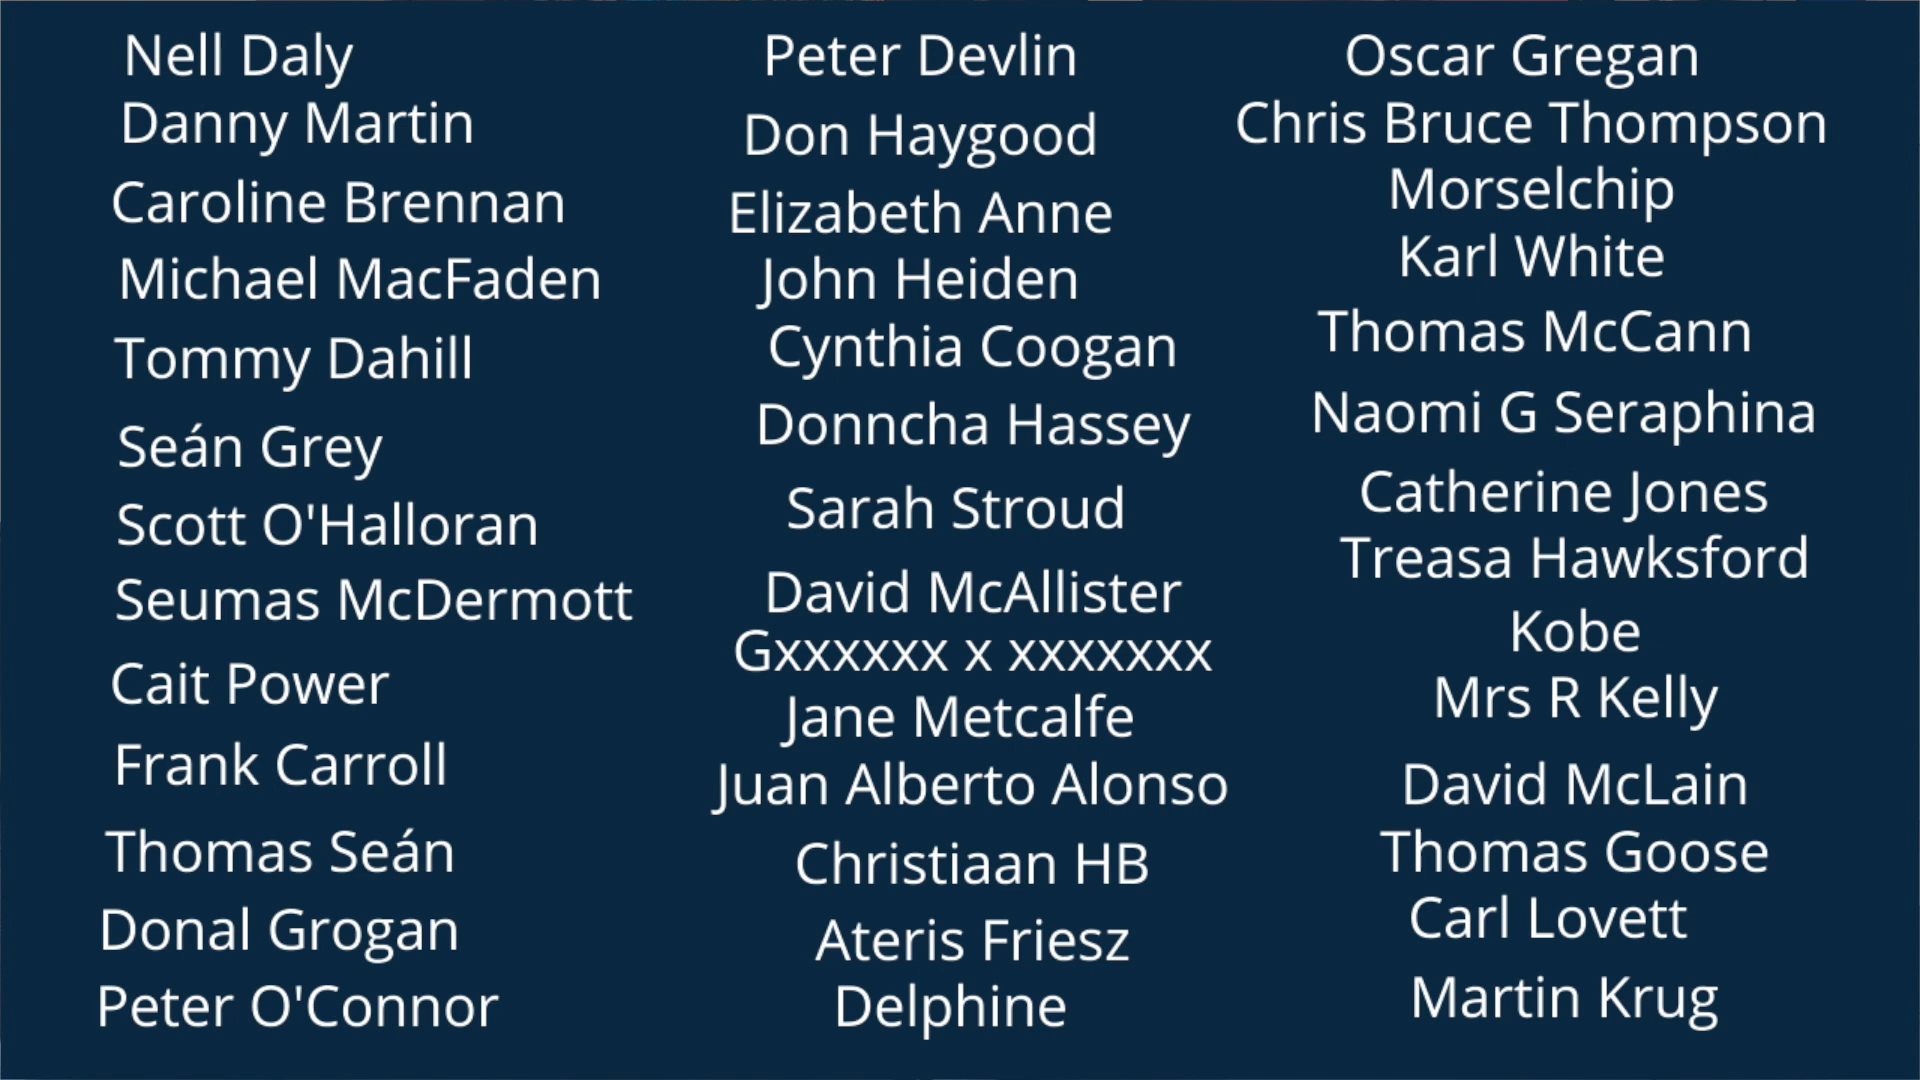 Nell Daly
Danny Martin
Caroline Brennan
Michael MacFaden
Tommy Dahill
Seán Grey
Scott O'Halloran
Seumas McDermott
Cait Power
Frank Carroll
Thomas Seán
Donal Grogan
Peter O'Connor
Peter Devlin
Don Haygood
Elizabeth Anne
John Heiden
Cynthia Coogan
Donncha Hassey
Sarah Stroud
David McAllister
Gxxxxxx x xxxxxxx
Jane Metcalfe
Juan Alberto Alonso
Christiaan HB
Ateris Friesz
Delphine
Oscar Gregan
Chris Bruce Thompson
Morselchip
Karl White
Thomas McCann
Naomi G Seraphina
Catherine Jones
Treasa Hawksford
Kobe
Mrs R Kelly
David McLain
Thomas Goose
Carl Lovett
Martin Krug